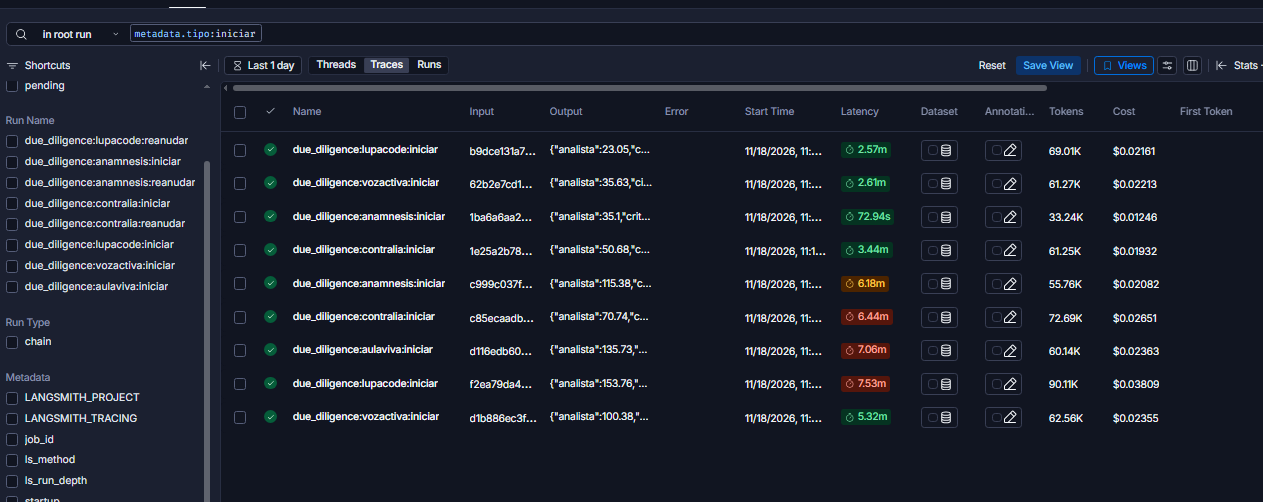 in root run metadata.tipo:iniciar
Shortcuts
pending
Run Name
due_diligence:lupacode:reanudar
due_diligence:anamnesis:iniciar
due_diligence:anamnesis:reanudar
due_diligence:contralia:iniciar
due_diligence:contralia:reanudar
due_diligence:lupacode:iniciar
due_diligence:vozactiva:iniciar
due_diligence:aulaviva:iniciar
Run Type
chain
Metadata
LANGSMITH_PROJECT
LANGSMITH_TRACING
job_id
ls_method
ls_run_depth
startup
Last 1 day Threads Traces Runs Reset Save View Views Stats
Name Input Output Error Start Time Latency Dataset Annotati... Tokens Cost First Token
due_diligence:lupacode:iniciar b9dce131a7... {"analista":23.05,"c... 11/18/2026, 11:... 2.57m 69.01K $0.02161
due_diligence:vozactiva:iniciar 62b2e7cd1... {"analista":35.63,"ci... 11/18/2026, 11:... 2.61m 61.27K $0.02213
due_diligence:anamnesis:iniciar 1ba6a6aa2... {"analista":35.1,"crit... 11/18/2026, 11:... 72.94s 33.24K $0.01246
due_diligence:contralia:iniciar 1e25a2b78... {"analista":50.68,"c... 11/18/2026, 11:1... 3.44m 61.25K $0.01932
due_diligence:anamnesis:iniciar c999c037f... {"analista":115.38,"c... 11/18/2026, 11:... 6.18m 55.76K $0.02082
due_diligence:contralia:iniciar c85ecaadb... {"analista":70.74,"c... 11/18/2026, 11:... 6.44m 72.69K $0.02651
due_diligence:aulaviva:iniciar d116edb60... {"analista":135.73,"... 11/18/2026, 11:... 7.06m 60.14K $0.02363
due_diligence:lupacode:iniciar f2ea79da4... {"analista":153.76,"... 11/18/2026, 11:... 7.53m 90.11K $0.03809
due_diligence:vozactiva:iniciar d1b886ec3f... {"analista":100.38,"... 11/18/2026, 11:... 5.32m 62.56K $0.02355